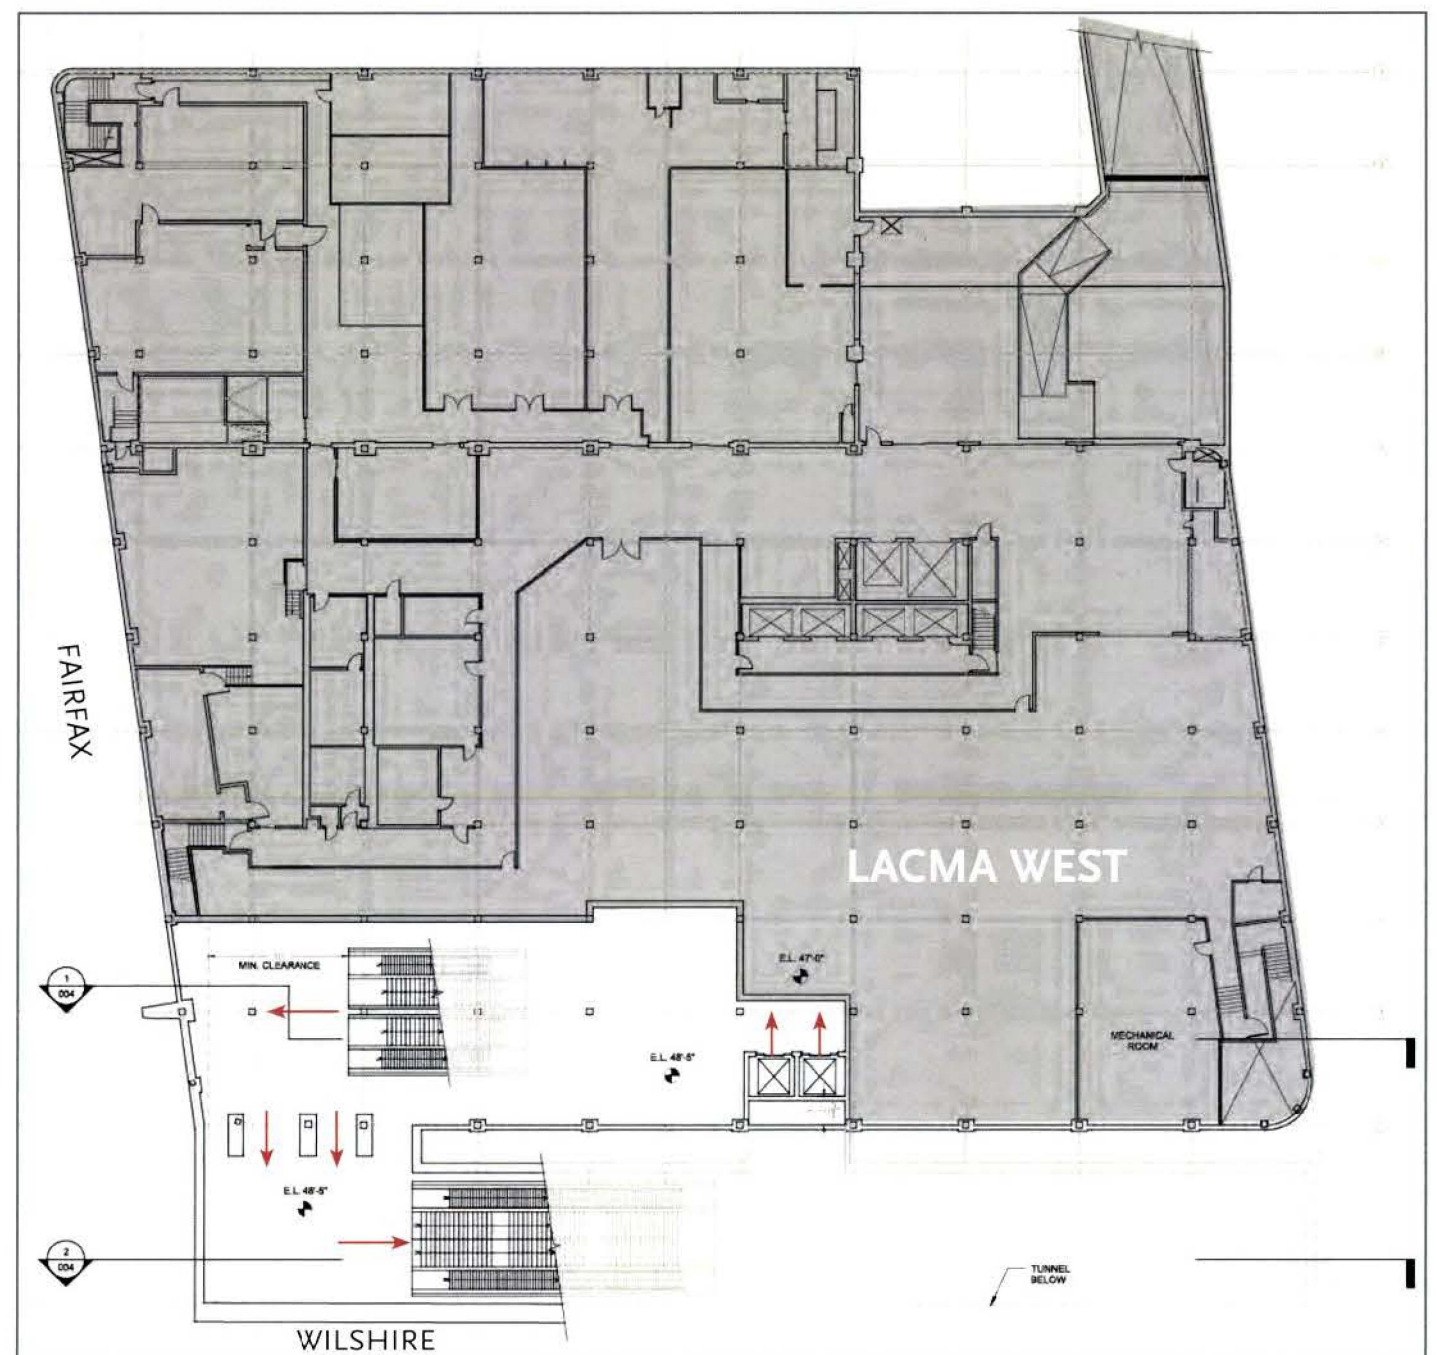 FAIRFAX
LACMA WEST
MIN. CLEARANCE
E.L. 47'-0"
1
004
MECHANICAL
ROOM
E.L. 48'-5"
E.L. 48'-5"
2
004
TUNNEL
BELOW
WILSHIRE